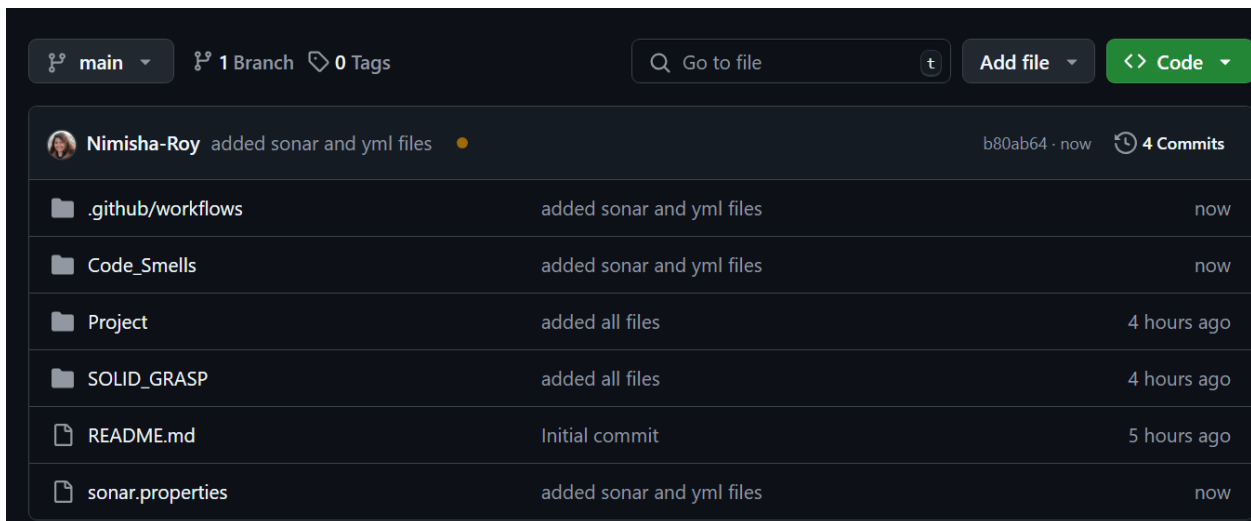 main 1 Branch 0 Tags Go to file t Add file <> Code
Nimisha-Roy added sonar and yml files b80ab64 · now 4 Commits
.github/workflows added sonar and yml files now
Code_Smells added sonar and yml files now
Project added all files 4 hours ago
SOLID_GRASP added all files 4 hours ago
README.md Initial commit 5 hours ago
sonar.properties added sonar and yml files now